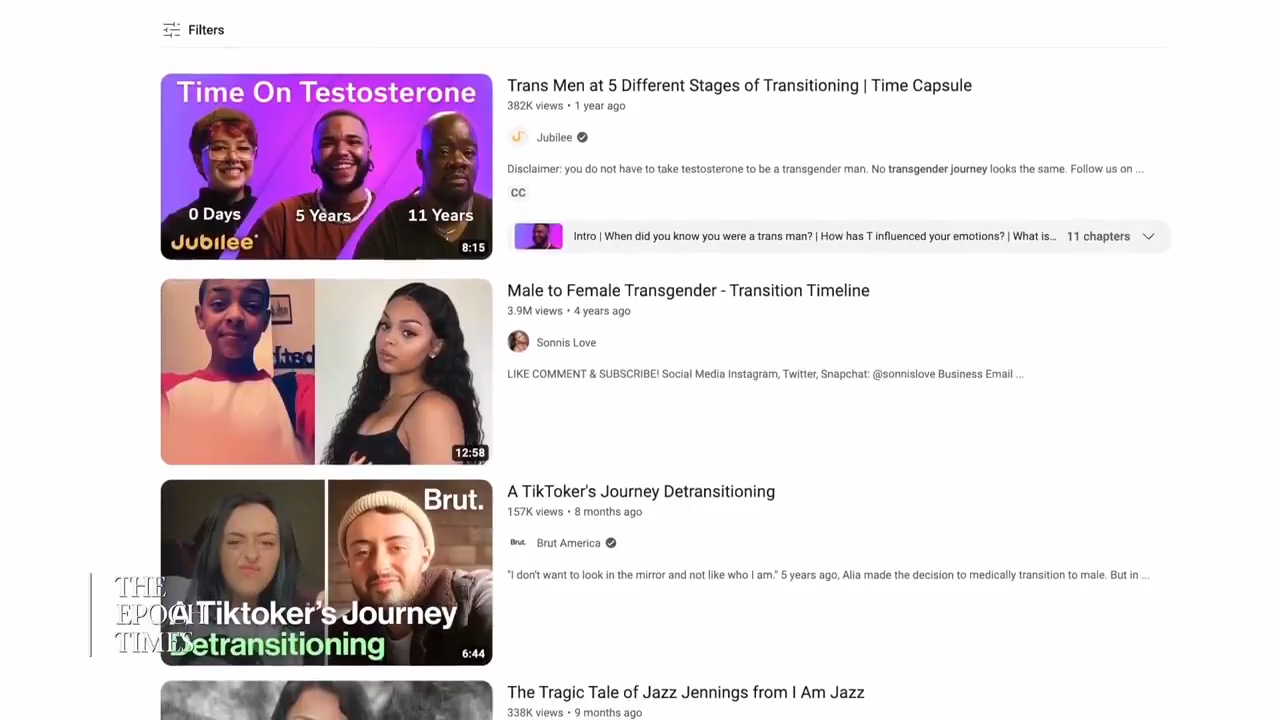 Filters
Time On Testosterone
0 Days
5 Years
11 Years
Jubilee
8:15
Trans Men at 5 Different Stages of Transitioning | Time Capsule
382K views • 1 year ago
Jubilee
Disclaimer: you do not have to take testosterone to be a transgender man. No transgender journey looks the same. Follow us on ...
CC
Intro | When did you know you were a trans man? | How has T influenced your emotions? | What is...
11 chapters
12:58
Male to Female Transgender - Transition Timeline
3.9M views • 4 years ago
Sonnis Love
LIKE COMMENT & SUBSCRIBE! Social Media Instagram, Twitter, Snapchat: @sonnislove Business Email ...
Brut.
A Tiktoker's Journey
Detransitioning
6:44
A TikToker's Journey Detransitioning
157K views • 8 months ago
Brut.
Brut America
"I don't want to look in the mirror and not like who I am." 5 years ago, Alia made the decision to medically transition to male. But in ...
THE
EPOCH
TIMES
The Tragic Tale of Jazz Jennings from I Am Jazz
338K views • 9 months ago